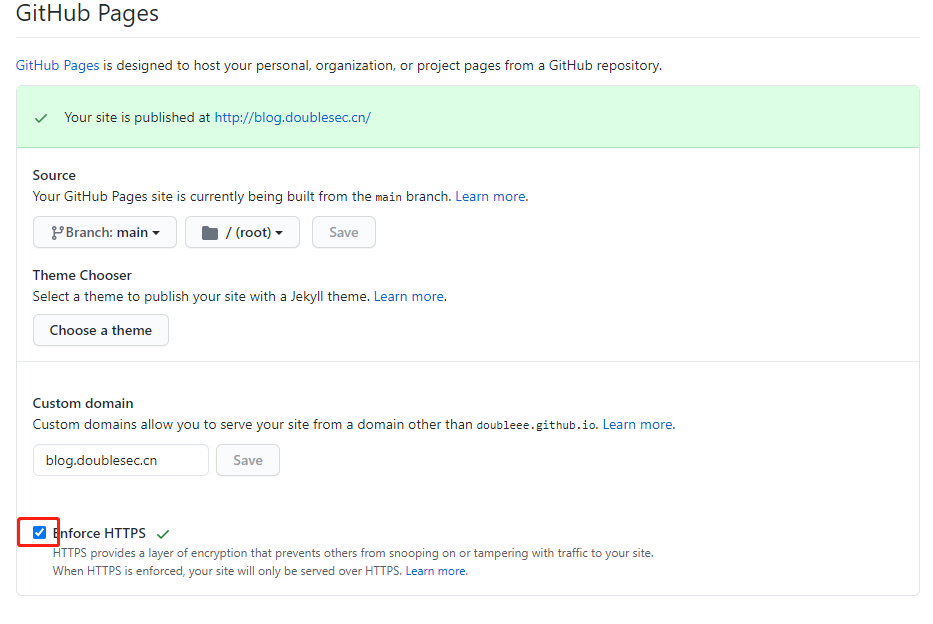 GitHub Pages
GitHub Pages is designed to host your personal, organization, or project pages from a GitHub repository.
Your site is published at http://blog.doublesec.cn/
Source
Your GitHub Pages site is currently being built from the main branch. Learn more.
Branch: main / (root) Save
Theme Chooser
Select a theme to publish your site with a Jekyll theme. Learn more.
Choose a theme
Custom domain
Custom domains allow you to serve your site from a domain other than doubleee.github.io. Learn more.
blog.doublesec.cn Save
Enforce HTTPS
HTTPS provides a layer of encryption that prevents others from snooping on or tampering with traffic to your site.
When HTTPS is enforced, your site will only be served over HTTPS. Learn more.